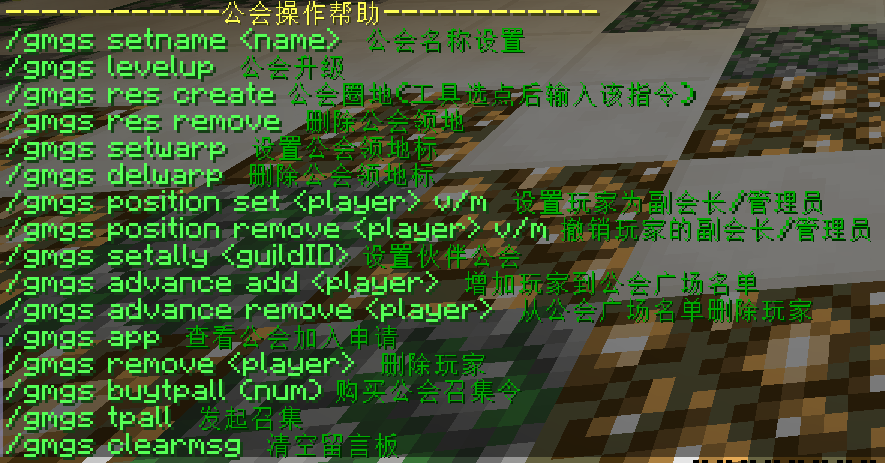 ------------公会操作帮助------------
/gmgs setname <name> 公会名称设置
/gmgs levelup 公会升级
/gmgs res create 公会圈地(工具选点后输入该指令)
/gmgs res remove 删除公会领地
/gmgs setwarp 设置公会领地标
/gmgs delwarp 删除公会领地标
/gmgs position set <player> v/m 设置玩家为副会长/管理员
/gmgs position remove <player> v/m 撤销玩家的副会长/管理员
/gmgs setally <guildID> 设置伙伴公会
/gmgs advance add <player> 增加玩家到公会广场名单
/gmgs advance remove <player> 从公会广场名单删除玩家
/gmgs app 查看公会加入申请
/gmgs remove <player> 删除玩家
/gmgs buytpall (num) 购买公会召集令
/gmgs tpall 发起召集
/gmgs clearmsg 清空留言板